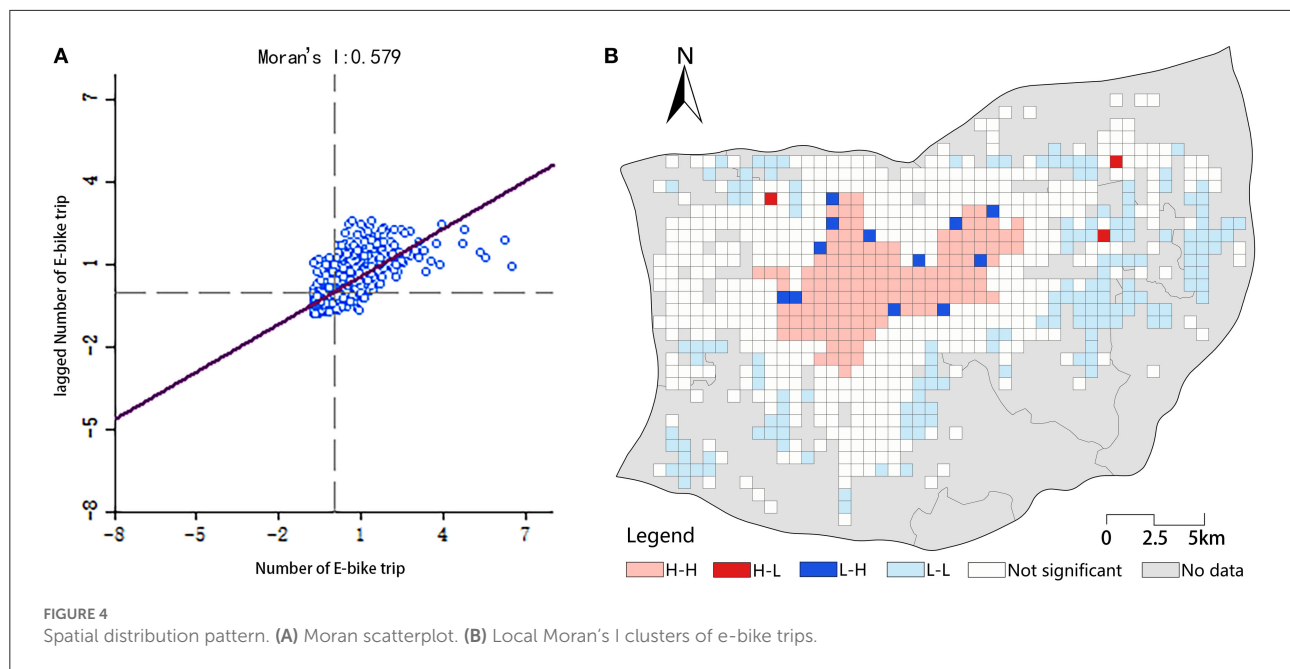 A
Moran's I:0.579
7
4
1
-2
-5
-8
-8 -5 -2 1 4 7
lagged Number of E-bike trip
Number of E-bike trip
B
N
0 2.5 5km
Legend
H-H H-L L-H L-L Not significant No data
FIGURE 4
Spatial distribution pattern. (A) Moran scatterplot. (B) Local Moran's I clusters of e-bike trips.